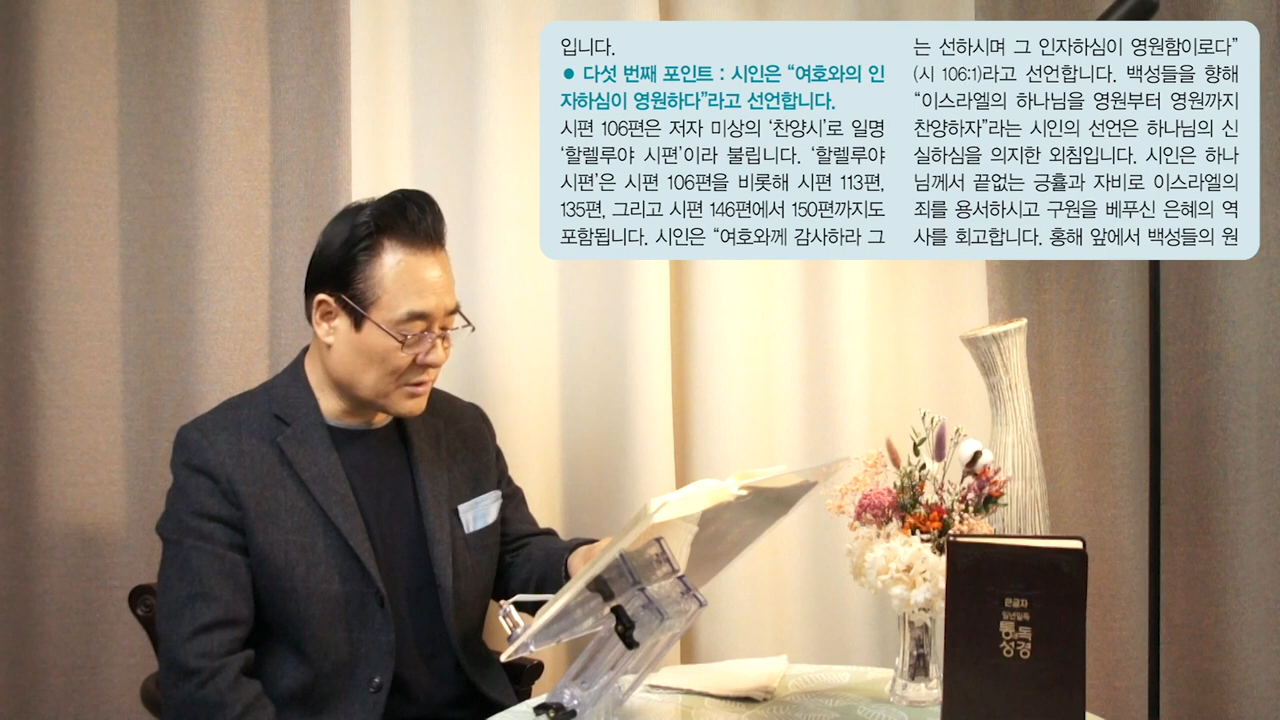 입니다.
● 다섯 번째 포인트 : 시인은 “여호와의 인
자하심이 영원하다”라고 선언합니다.
시편 106편은 저자 미상의 ‘찬양시’로 일명
‘할렐루야 시편’이라 불립니다. ‘할렐루야
시편’은 시편 106편을 비롯해 시편 113편,
135편, 그리고 시편 146편에서 150편까지도
포함됩니다. 시인은 “여호와께 감사하라 그
는 선하시며 그 인자하심이 영원함이로다”
(시 106:1)라고 선언합니다. 백성들을 향해
“이스라엘의 하나님을 영원부터 영원까지
찬양하자”라는 시인의 선언은 하나님의 신
실하심을 의지한 외침입니다. 시인은 하나
님께서 끝없는 긍휼과 자비로 이스라엘의
죄를 용서하시고 구원을 베푸신 은혜의 역
사를 회고합니다. 홍해 앞에서 백성들의 원
큰글자
일년일독
통독
성경